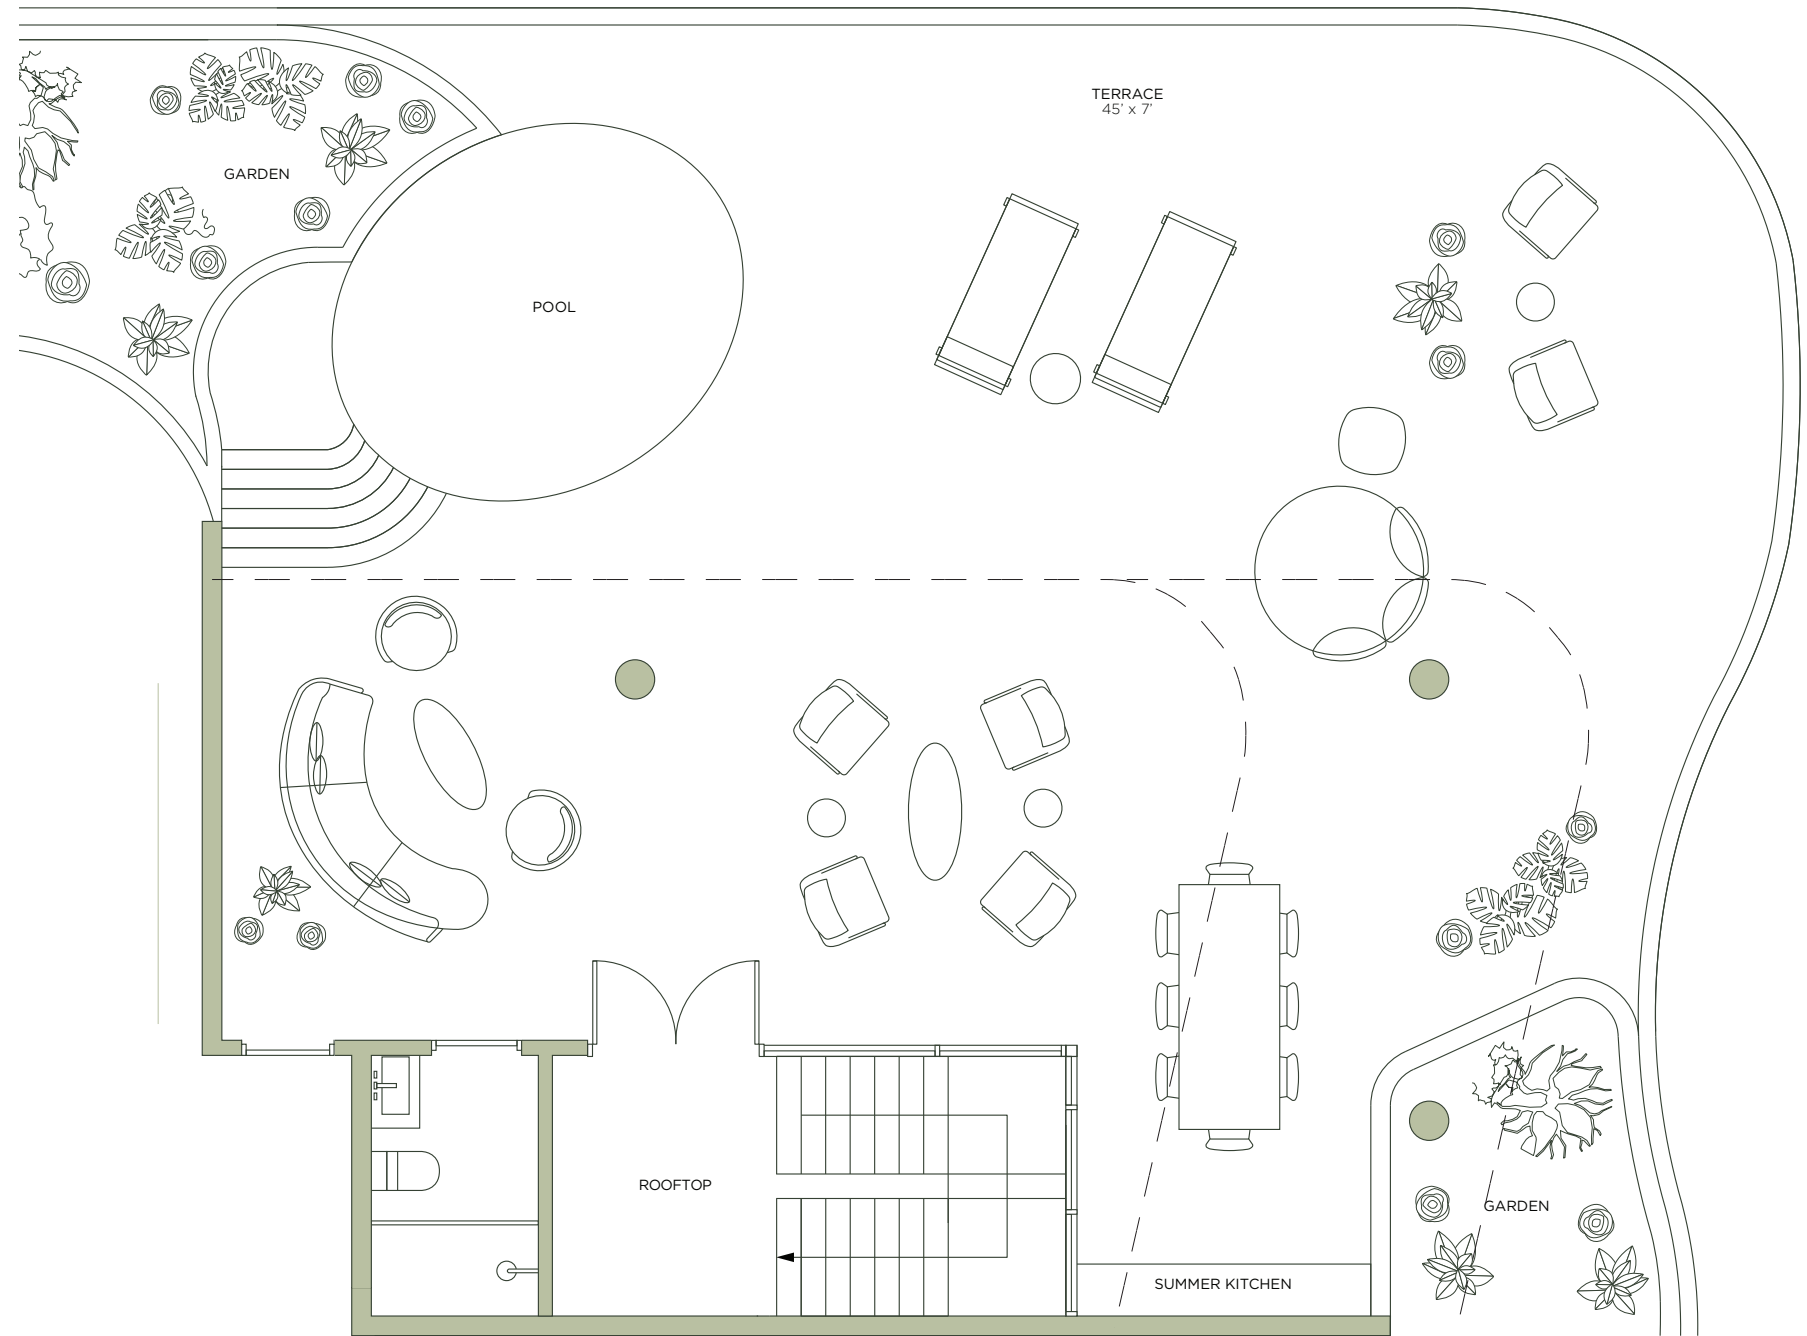 TERRACE
45’ x 7’
GARDEN
POOL
ROOFTOP
GARDEN
SUMMER KITCHEN